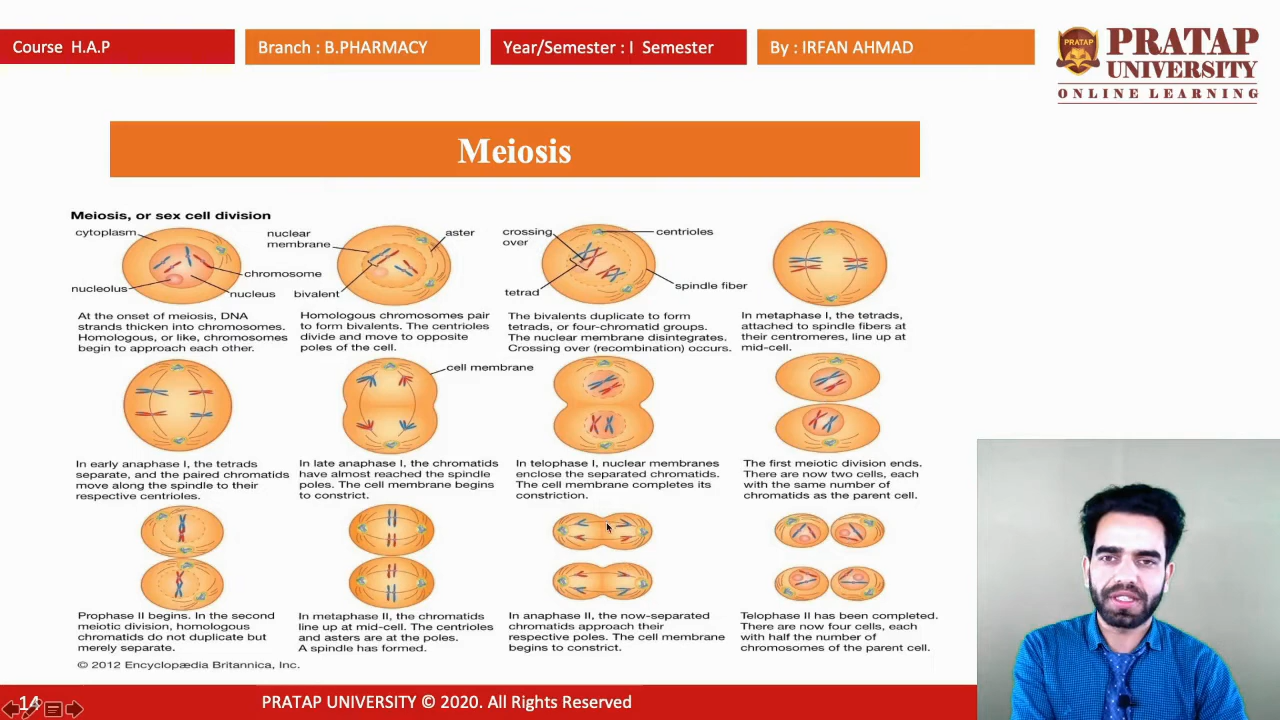 Course H.A.P
Branch : B.PHARMACY
Year/Semester : I Semester
By : IRFAN AHMAD
PRATAP
PRATAP
UNIVERSITY
ONLINE LEARNING
Meiosis
Meiosis, or sex cell division
cytoplasm
nucleolus
chromosome
nucleus
At the onset of meiosis, DNA
strands thicken into chromosomes.
Homologous, or like, chromosomes
begin to approach each other.
nuclear
membrane
aster
bivalent
Homologous chromosomes pair
to form bivalents. The centrioles
divide and move to opposite
poles of the cell.
crossing
over
centrioles
tetrad
spindle fiber
The bivalents duplicate to form
tetrads, or four-chromatid groups.
The nuclear membrane disintegrates.
Crossing over (recombination) occurs.
In metaphase I, the tetrads,
attached to spindle fibers at
their centromeres, line up at
mid-cell.
In early anaphase I, the tetrads
separate, and the paired chromatids
move along the spindle to their
respective centrioles.
cell membrane
In late anaphase I, the chromatids
have almost reached the spindle
poles. The cell membrane begins
to constrict.
In telophase I, nuclear membranes
enclose the separated chromatids.
The cell membrane completes its
constriction.
The first meiotic division ends.
There are now two cells, each
with the same number of
chromatids as the parent cell.
Prophase II begins. In the second
meiotic division, homologous
chromatids do not duplicate but
merely separate.
In metaphase II, the chromatids
line up at mid-cell. The centrioles
and asters are at the poles.
A spindle has formed.
In anaphase II, the now-separated
chromatids approach their
respective poles. The cell membrane
begins to constrict.
Telophase II has been completed.
There are now four cells, each
with half the number of
chromosomes of the parent cell.
© 2012 Encyclopædia Britannica, Inc.
14
PRATAP UNIVERSITY © 2020. All Rights Reserved